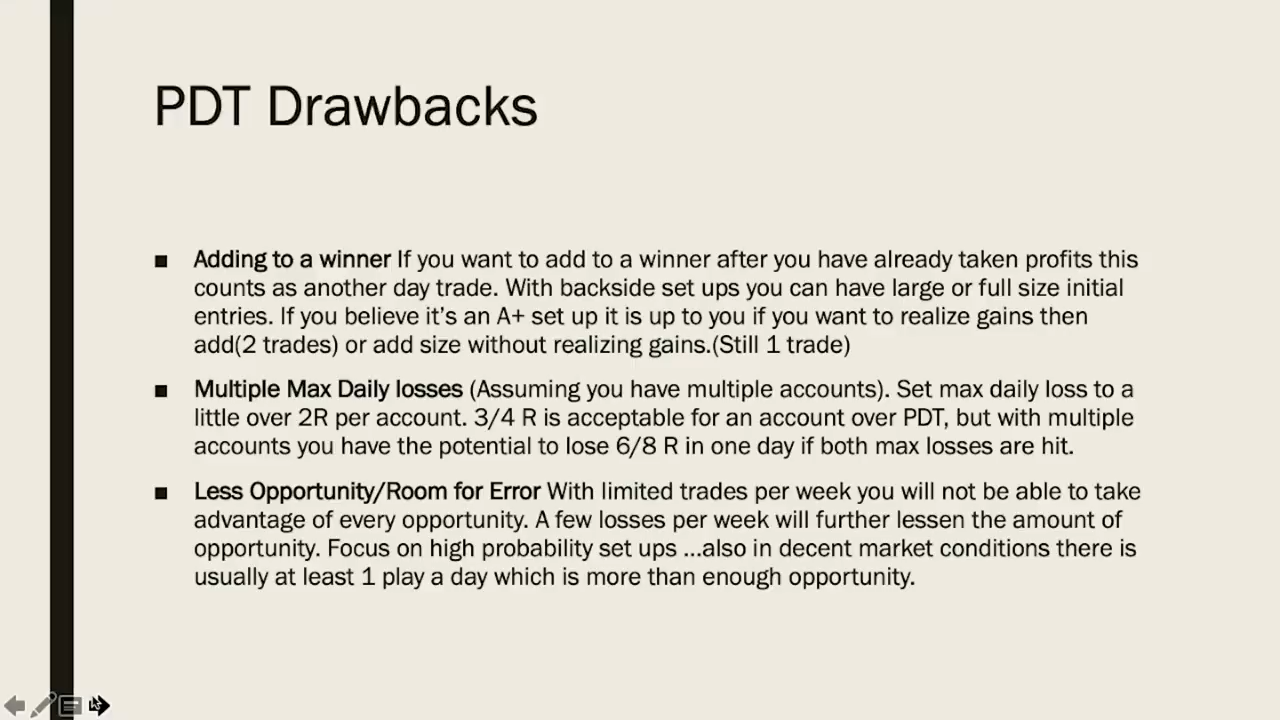 PDT Drawbacks
■ Adding to a winner If you want to add to a winner after you have already taken profits this
counts as another day trade. With backside set ups you can have large or full size initial
entries. If you believe it’s an A+ set up it is up to you if you want to realize gains then
add(2 trades) or add size without realizing gains.(Still 1 trade)
■ Multiple Max Daily losses (Assuming you have multiple accounts). Set max daily loss to a
little over 2R per account. 3/4 R is acceptable for an account over PDT, but with multiple
accounts you have the potential to lose 6/8 R in one day if both max losses are hit.
■ Less Opportunity/Room for Error With limited trades per week you will not be able to take
advantage of every opportunity. A few losses per week will further lessen the amount of
opportunity. Focus on high probability set ups ...also in decent market conditions there is
usually at least 1 play a day which is more than enough opportunity.